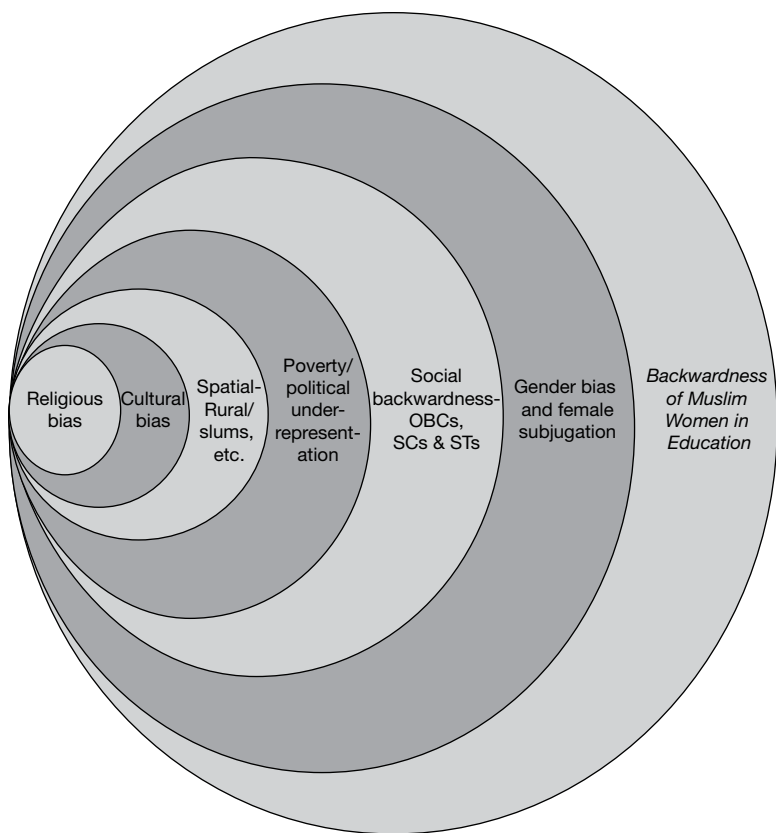 Religious
bias
Cultural
bias
Spatial-
Rural/
slums,
etc.
Poverty/
political
under-
represent-
ation
Social
backwardness-
OBCs,
SCs & STs
Gender bias
and female
subjugation
Backwardness
of Muslim
Women in
Education